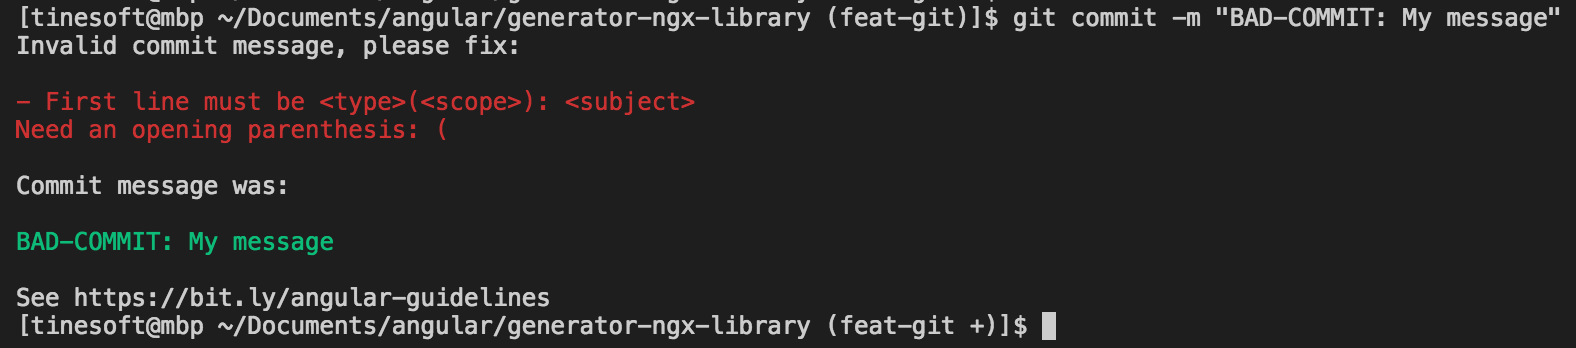 [tinesoft@mbp ~/Documents/angular/generator-ngx-library (feat-git)]$ git commit -m "BAD-COMMIT: My message"
Invalid commit message, please fix:
- First line must be <type>(<scope>): <subject>
Need an opening parenthesis: (
Commit message was:
BAD-COMMIT: My message
See https://bit.ly/angular-guidelines
[tinesoft@mbp ~/Documents/angular/generator-ngx-library (feat-git +)]$